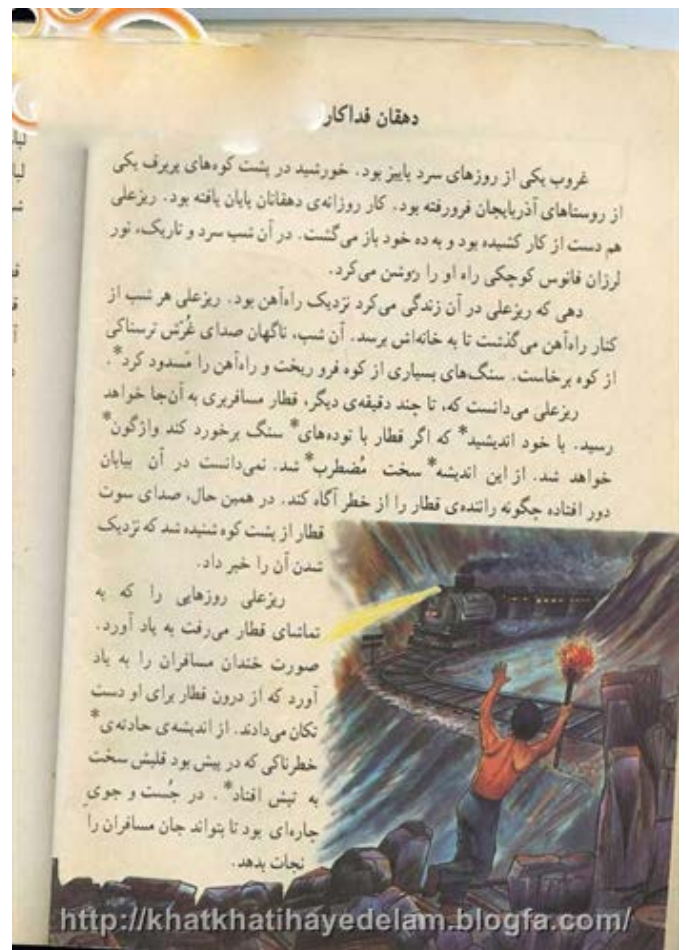 دهقان فداکار
غروب یکی از روزهای سرد پاییز بود. خورشید در پشت کوه‌های پربرف یکی
از روستاهای آذربایجان فرورفته بود. کار روزانه‌ی دهقانان پایان یافته بود. ریزعلی
هم دست از کار کشیده بود و به ده خود باز می‌گشت. در آن شب سرد و تاریک، نور
لرزان فانوس کوچکی راه او را روشن می‌کرد.
دهی که ریزعلی در آن زندگی می‌کرد نزدیک راه‌آهن بود. ریزعلی هر شب از
کنار راه‌آهن می‌گذشت تا به خانه‌اش برسد. آن شب، ناگهان صدای غُرّش ترسناکی
از کوه برخاست. سنگ‌های بسیاری از کوه فرو ریخت و راه‌آهن را مَسدود کرد*.
ریزعلی می‌دانست که، تا چند دقیقه‌ی دیگر، قطار مسافربری به آن‌جا خواهد
رسید. با خود اندیشید* که اگر قطار با توده‌های* سنگ برخورد کند واژگون*
خواهد شد. از این اندیشه* سخت مُضطرب* شد. نمی‌دانست در آن بیابان
دور افتاده چگونه راننده‌ی قطار را از خطر آگاه کند. در همین حال، صدای سوت
قطار از پشت کوه شنیده شد که نزدیک
شدن آن را خبر داد.
ریزعلی روزهایی را که به
تماشای قطار می‌رفت به یاد آورد.
صورت خندان مسافران را به یاد
آورد که از درون قطار برای او دست
تکان می‌دادند. از اندیشه‌ی حادثه‌ی*
خطرناکی که در پیش بود قلبش سخت
به تپش افتاد*. در جُست و جوی
چاره‌ای بود تا بتواند جان مسافران را
نجات بدهد.
http://khatkhatihayedelam.blogfa.com/